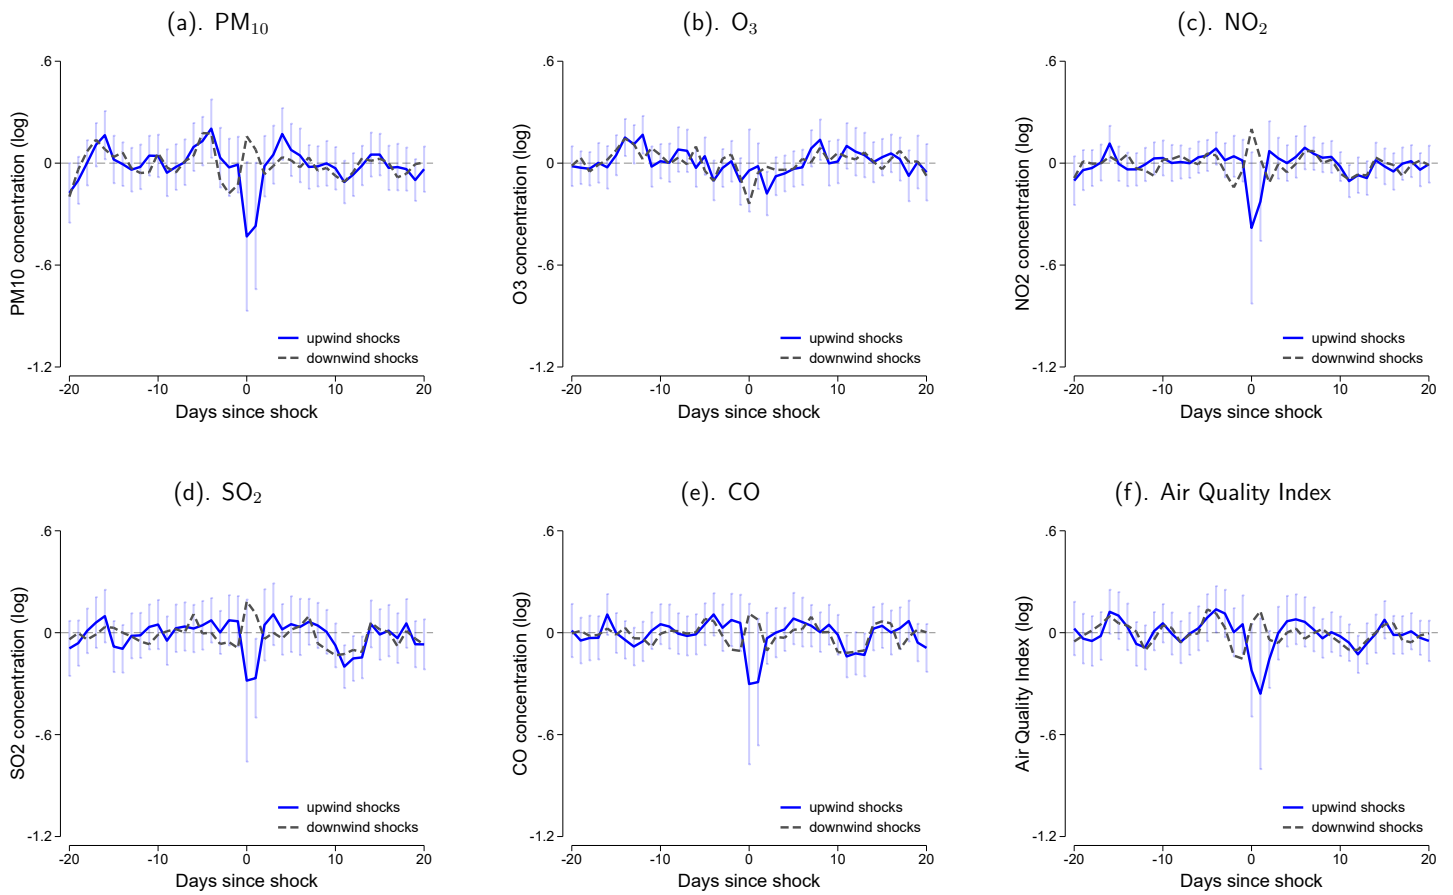 (a). PM₁₀
.6
0
-.6
-1.2
PM10 concentration (log)
upwind shocks
downwind shocks
-20 -10 0 10 20
Days since shock
(b). O₃
.6
0
-.6
-1.2
O3 concentration (log)
upwind shocks
downwind shocks
-20 -10 0 10 20
Days since shock
(c). NO₂
.6
0
-.6
-1.2
NO2 concentration (log)
upwind shocks
downwind shocks
-20 -10 0 10 20
Days since shock
(d). SO₂
.6
0
-.6
-1.2
SO2 concentration (log)
upwind shocks
downwind shocks
-20 -10 0 10 20
Days since shock
(e). CO
.6
0
-.6
-1.2
CO concentration (log)
upwind shocks
downwind shocks
-20 -10 0 10 20
Days since shock
(f). Air Quality Index
.6
0
-.6
-1.2
Air Quality Index (log)
upwind shocks
downwind shocks
-20 -10 0 10 20
Days since shock